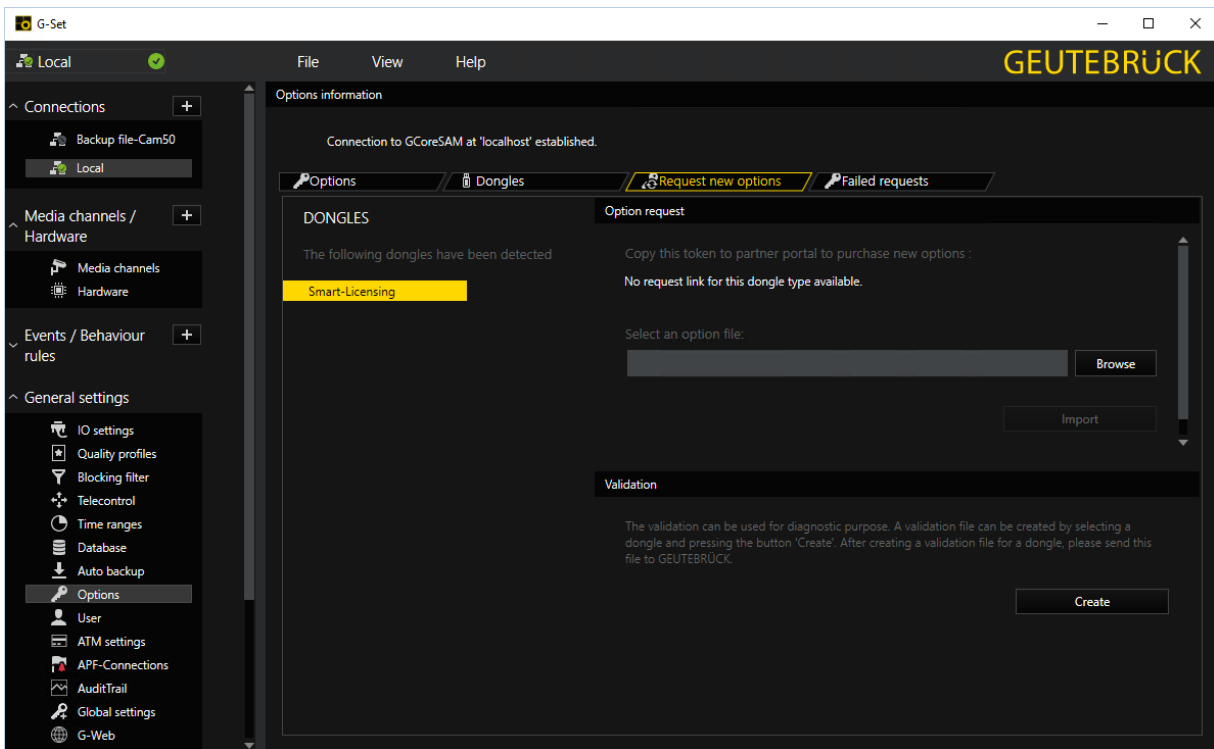 G-Set
Local
File View Help
GEUTEBRÜCK
Connections +
Backup file-Cam50
Local
Media channels /
Hardware
+
Media channels
Hardware
Events / Behaviour
rules
+
General settings
IO settings
Quality profiles
Blocking filter
Telecontrol
Time ranges
Database
Auto backup
Options
User
ATM settings
APF-Connections
AuditTrail
Global settings
G-Web
Options information
Connection to GCoreSAM at 'localhost' established.
Options Dongles Request new options Failed requests
DONGLES
The following dongles have been detected
Smart-Licensing
Option request
Copy this token to partner portal to purchase new options :
No request link for this dongle type available.
Select an option file:
Browse
Import
Validation
The validation can be used for diagnostic purpose. A validation file can be created by selecting a
dongle and pressing the button 'Create'. After creating a validation file for a dongle, please send this
file to GEUTEBRÜCK.
Create